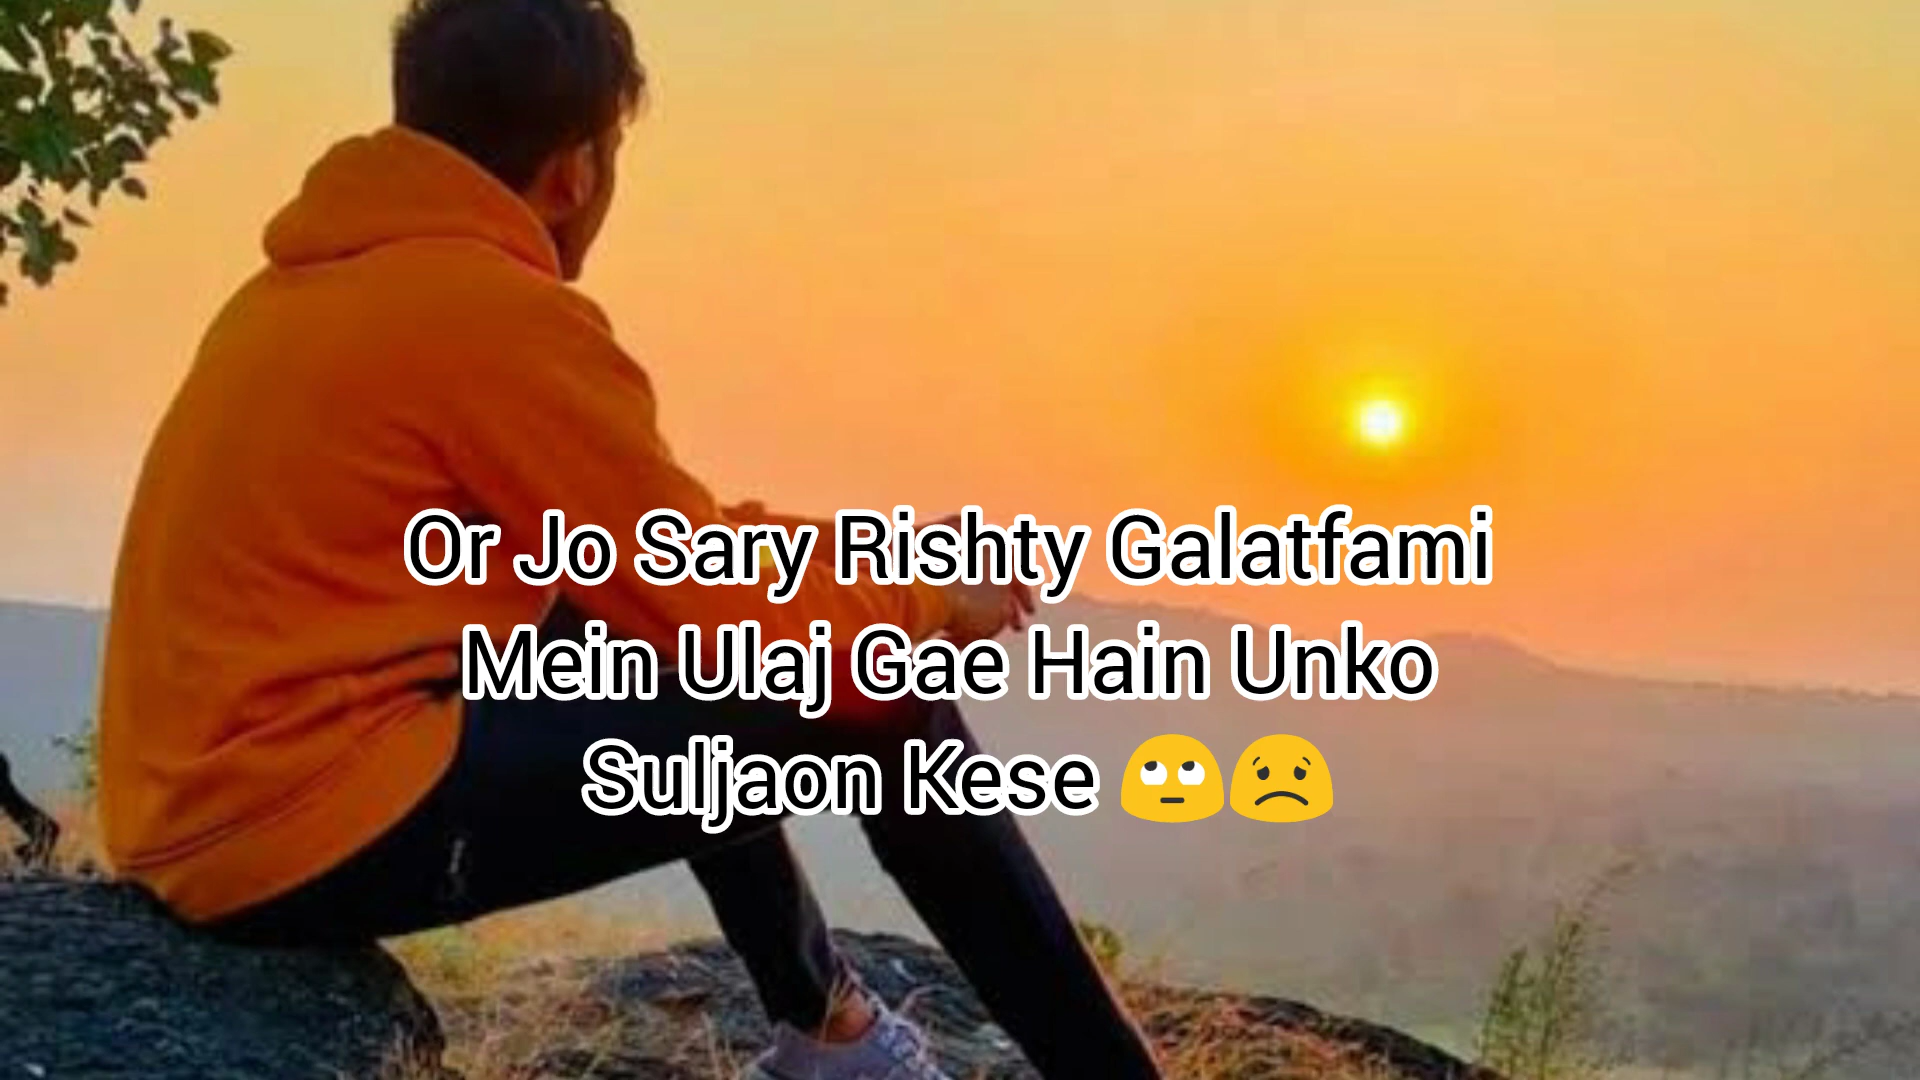 Or Jo Sary Rishty Galatfami
Mein Ulaj Gae Hain Unko
Suljaon Kese 🙄😟